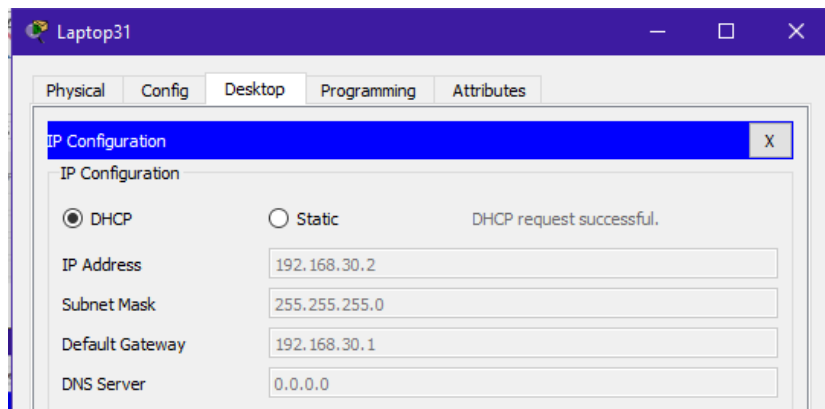 Laptop31
Physical Config Desktop Programming Attributes
IP Configuration X
IP Configuration
DHCP Static DHCP request successful.
IP Address 192.168.30.2
Subnet Mask 255.255.255.0
Default Gateway 192.168.30.1
DNS Server 0.0.0.0